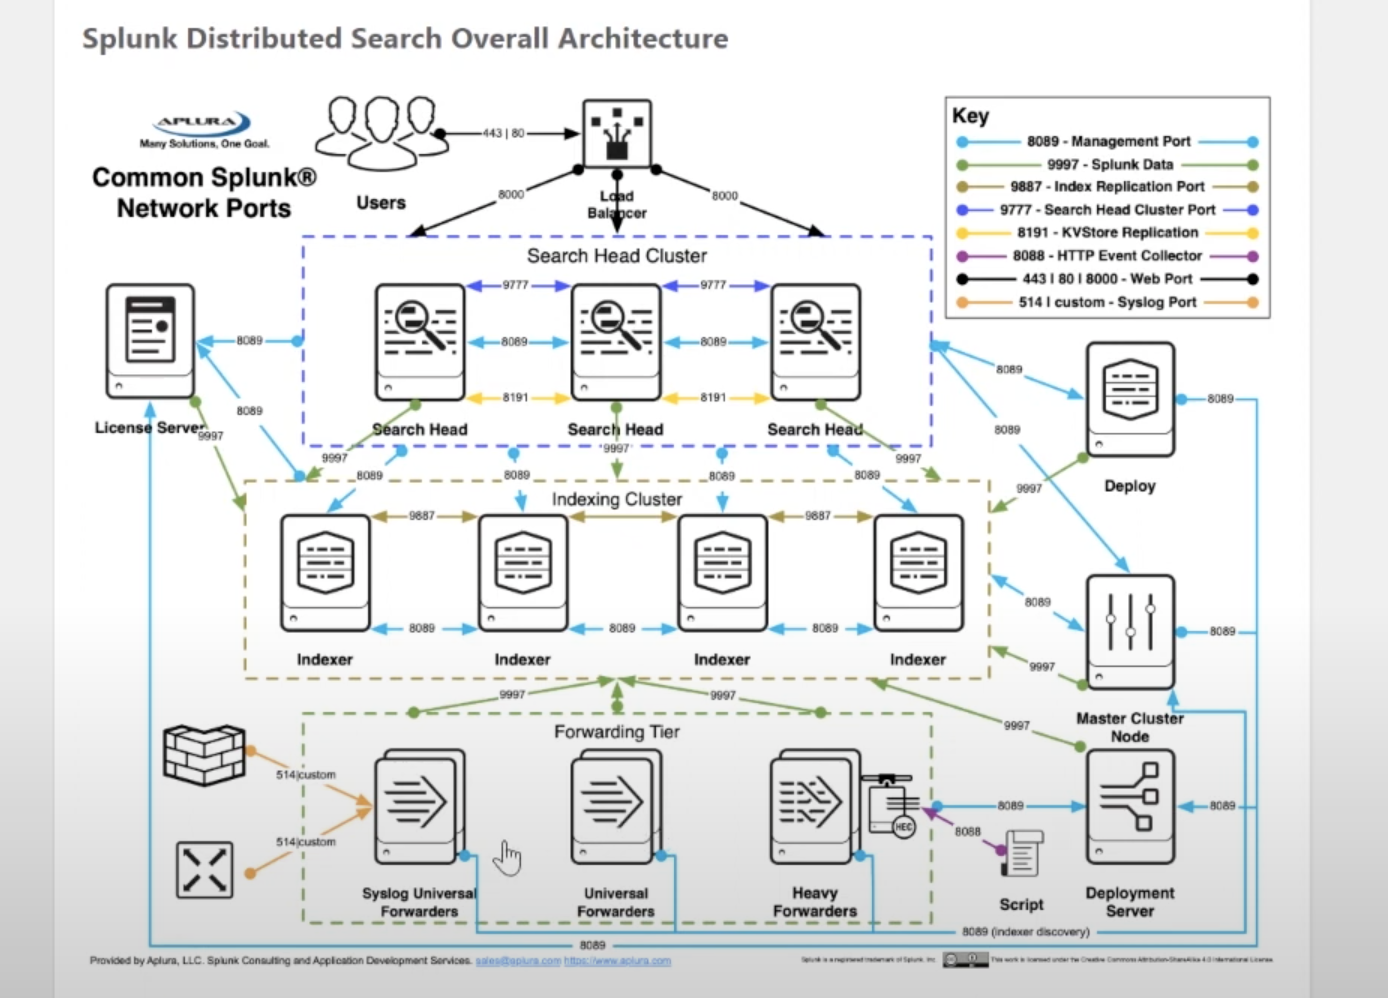 Splunk Distributed Search Overall Architecture
APLURA
Many Solutions, One Goal.
Common Splunk®
Network Ports
Users
443 | 80
Load
Balancer
8000
8000
Key
8089 - Management Port
9997 - Splunk Data
9887 - Index Replication Port
9777 - Search Head Cluster Port
8191 - KVStore Replication
8088 - HTTP Event Collector
443 | 80 | 8000 - Web Port
514 | custom - Syslog Port
Search Head Cluster
9777
9777
8089
8089
8089
8191
8191
Search Head
Search Head
Search Head
License Server
8089
9997
8089
8089
8089
Deploy
9997
9997
9997
9997
8089
8089
8089
8089
9997
Indexing Cluster
9887
9887
8089
8089
8089
Indexer
Indexer
Indexer
Indexer
8089
8089
9997
Master Cluster
Node
9997
9997
9997
Forwarding Tier
514|custom
514|custom
HEC
8089
8089
8088
Syslog Universal
Forwarders
Universal
Forwarders
Heavy
Forwarders
Script
Deployment
Server
8089 (indexer discovery)
8089
Provided by Aplura, LLC. Splunk Consulting and Application Development Services. sales@aplura.com https://www.aplura.com
Splunk is a registered trademark of Splunk, Inc.
This work is licensed under the Creative Commons Attribution-ShareAlike 4.0 International License